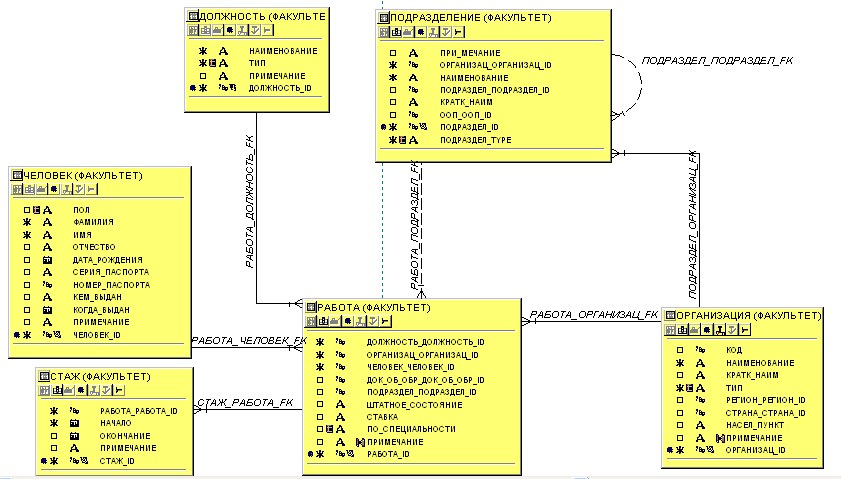 ДОЛЖНОСТЬ (ФАКУЛЬТЕ
НАИМЕНОВАНИЕ
ТИП
ПРИМЕЧАНИЕ
ДОЛЖНОСТЬ_ID
ПОДРАЗДЕЛЕНИЕ (ФАКУЛЬТЕТ)
ПРИ_МЕЧАНИЕ
ОРГАНИЗАЦ_ОРГАНИЗАЦ_ID
НАИМЕНОВАНИЕ
ПОДРАЗДЕЛ_ПОДРАЗДЕЛ_ID
КРАТК_НАИМ
ООП_ООП_ID
ПОДРАЗДЕЛ_ID
ПОДРАЗДЕЛ_TYPE
ПОДРАЗДЕЛ_ПОДРАЗДЕЛ_FK
РАБОТА_ДОЛЖНОСТЬ_FK
РАБОТА_ПОДРАЗДЕЛ_FK
ПОДРАЗДЕЛ_ОРГАНИЗАЦ_FK
ЧЕЛОВЕК (ФАКУЛЬТЕТ)
ПОЛ
ФАМИЛИЯ
ИМЯ
ОТЧЕСТВО
ДАТА_РОЖДЕНИЯ
СЕРИЯ_ПАСПОРТА
НОМЕР_ПАСПОРТА
КЕМ_ВЫДАН
КОГДА_ВЫДАН
ПРИМЕЧАНИЕ
ЧЕЛОВЕК_ID
РАБОТА_ЧЕЛОВЕК_FK
РАБОТА (ФАКУЛЬТЕТ)
ДОЛЖНОСТЬ_ДОЛЖНОСТЬ_ID
ОРГАНИЗАЦ_ОРГАНИЗАЦ_ID
ЧЕЛОВЕК_ЧЕЛОВЕК_ID
ДОК_ОБ_ОБР_ДОК_ОБ_ОБР_ID
ПОДРАЗДЕЛ_ПОДРАЗДЕЛ_ID
ШТАТНОЕ_СОСТОЯНИЕ
СТАВКА
ПО_СПЕЦИАЛЬНОСТИ
ПРИМЕЧАНИЕ
РАБОТА_ID
РАБОТА_ОРГАНИЗАЦ_FK
ОРГАНИЗАЦИЯ (ФАКУЛЬТЕТ)
КОД
НАИМЕНОВАНИЕ
КРАТК_НАИМ
ТИП
РЕГИОН_РЕГИОН_ID
СТРАНА_СТРАНА_ID
НАСЕЛ_ПУНКТ
ПРИМЕЧАНИЕ
ОРГАНИЗАЦ_ID
СТАЖ (ФАКУЛЬТЕТ)
РАБОТА_РАБОТА_ID
НАЧАЛО
ОКОНЧАНИЕ
ПРИМЕЧАНИЕ
СТАЖ_ID
СТАЖ_РАБОТА_FK